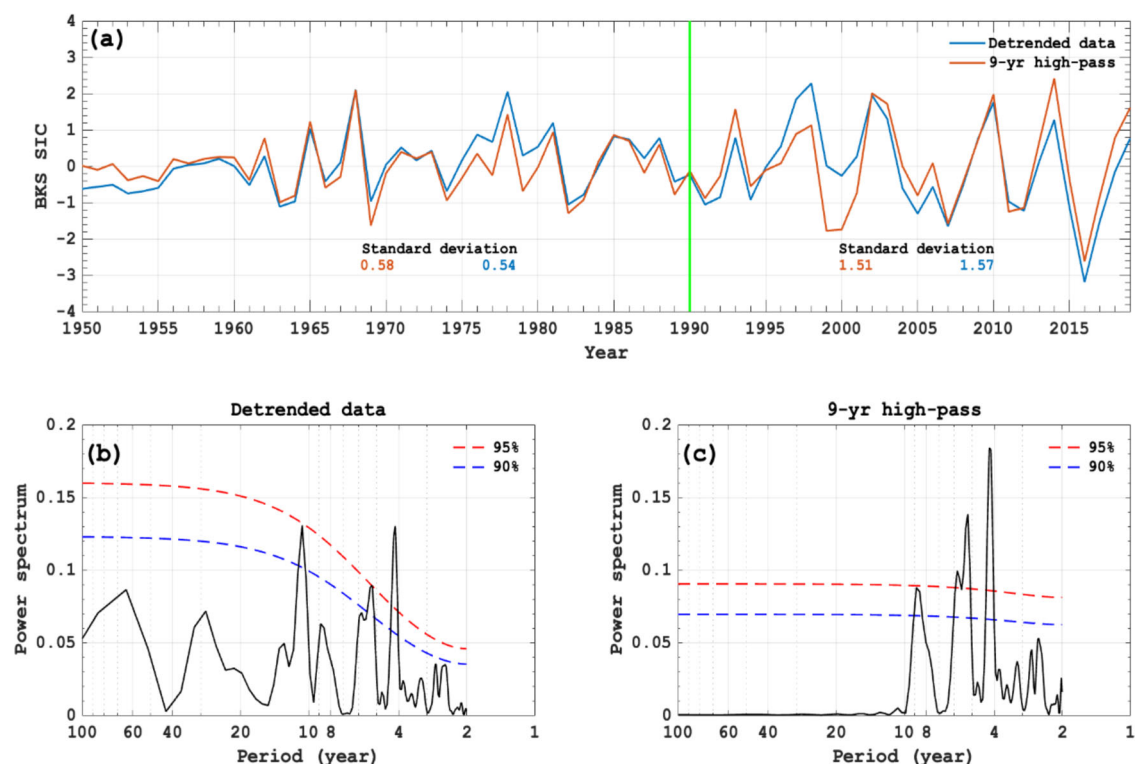 (a)
Detrended data
9-yr high-pass
BKS SIC
4
3
2
1
0
-1
-2
-3
-4
Standard deviation
0.58 0.54
Standard deviation
1.51 1.57
1950 1955 1960 1965 1970 1975 1980 1985 1990 1995 2000 2005 2010 2015
Year
Detrended data
(b)
95%
90%
Power spectrum
0.2
0.15
0.1
0.05
0
100 60 40 20 10 8 4 2 1
Period (year)
9-yr high-pass
(c)
95%
90%
Power spectrum
0.2
0.15
0.1
0.05
0
100 60 40 20 10 8 4 2 1
Period (year)